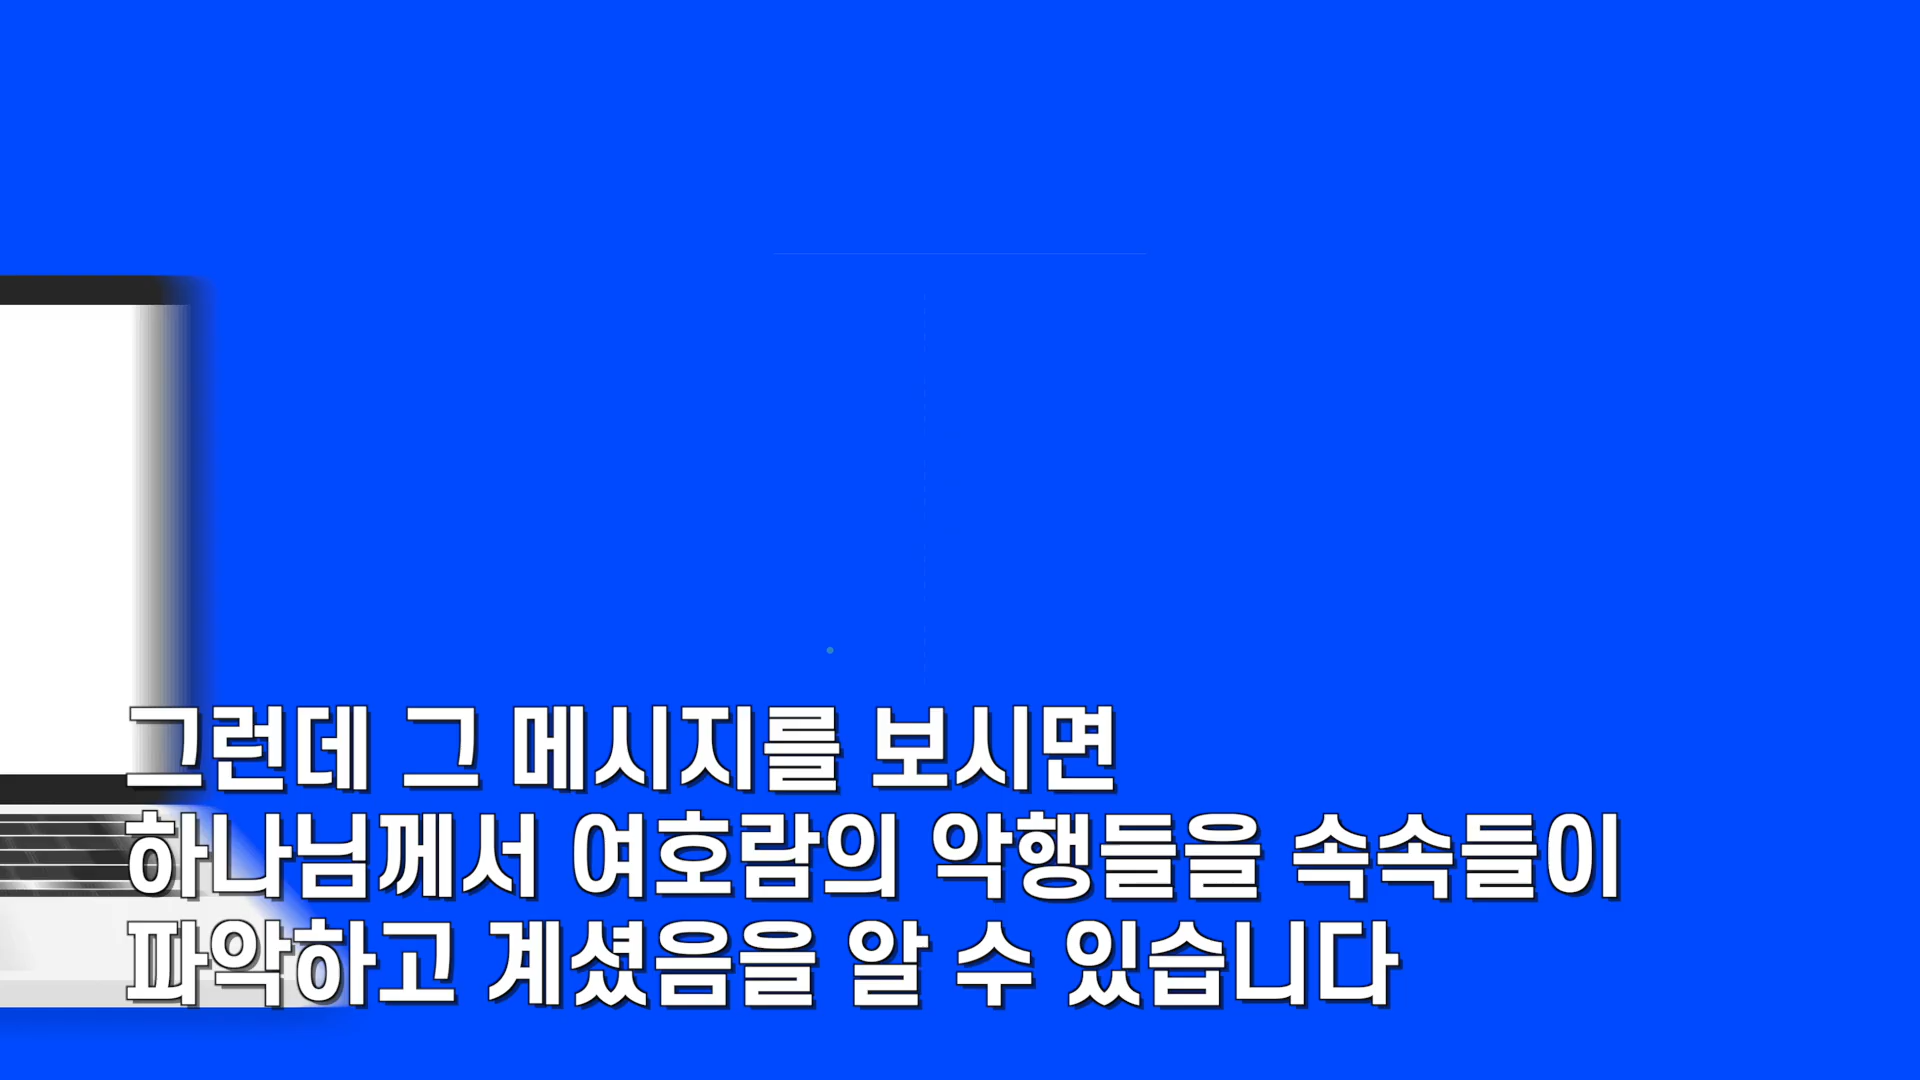 그런데 그 메시지를 보시면
하나님께서 여호람의 악행들을 속속들이
파악하고 계셨음을 알 수 있습니다